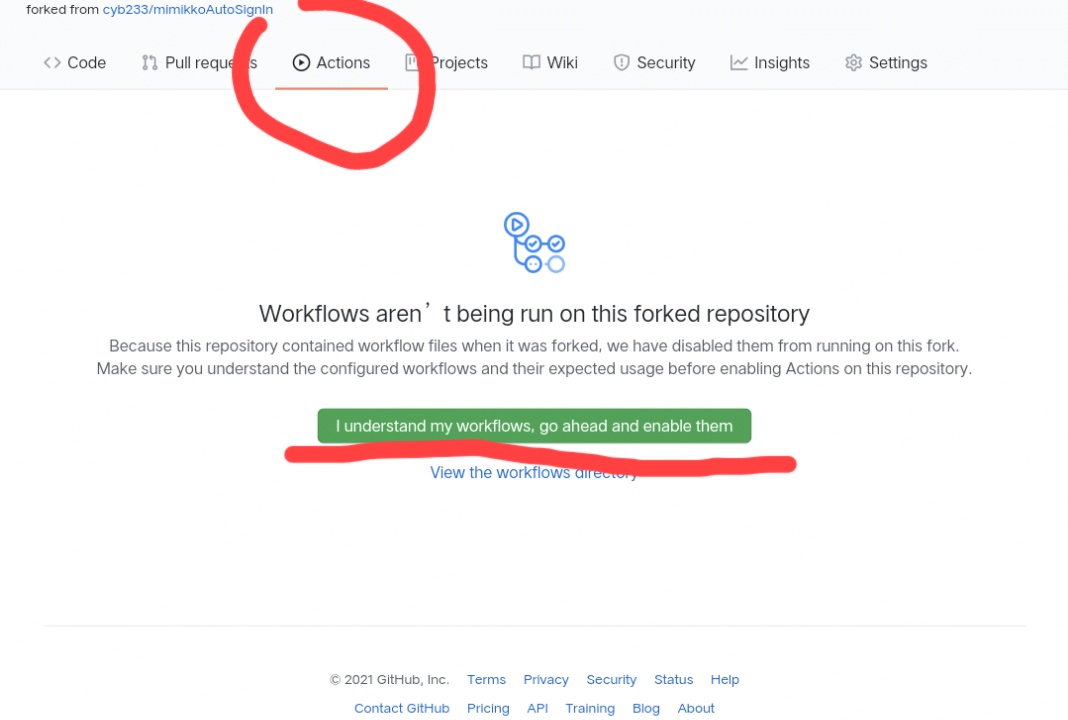 forked from cyb233/mimikkoAutoSignIn
Code Pull requests Actions Projects Wiki Security Insights Settings
Workflows aren’t being run on this forked repository
Because this repository contained workflow files when it was forked, we have disabled them from running on this fork.
Make sure you understand the configured workflows and their expected usage before enabling Actions on this repository.
I understand my workflows, go ahead and enable them
View the workflows directory
© 2021 GitHub, Inc. Terms Privacy Security Status Help
Contact GitHub Pricing API Training Blog About